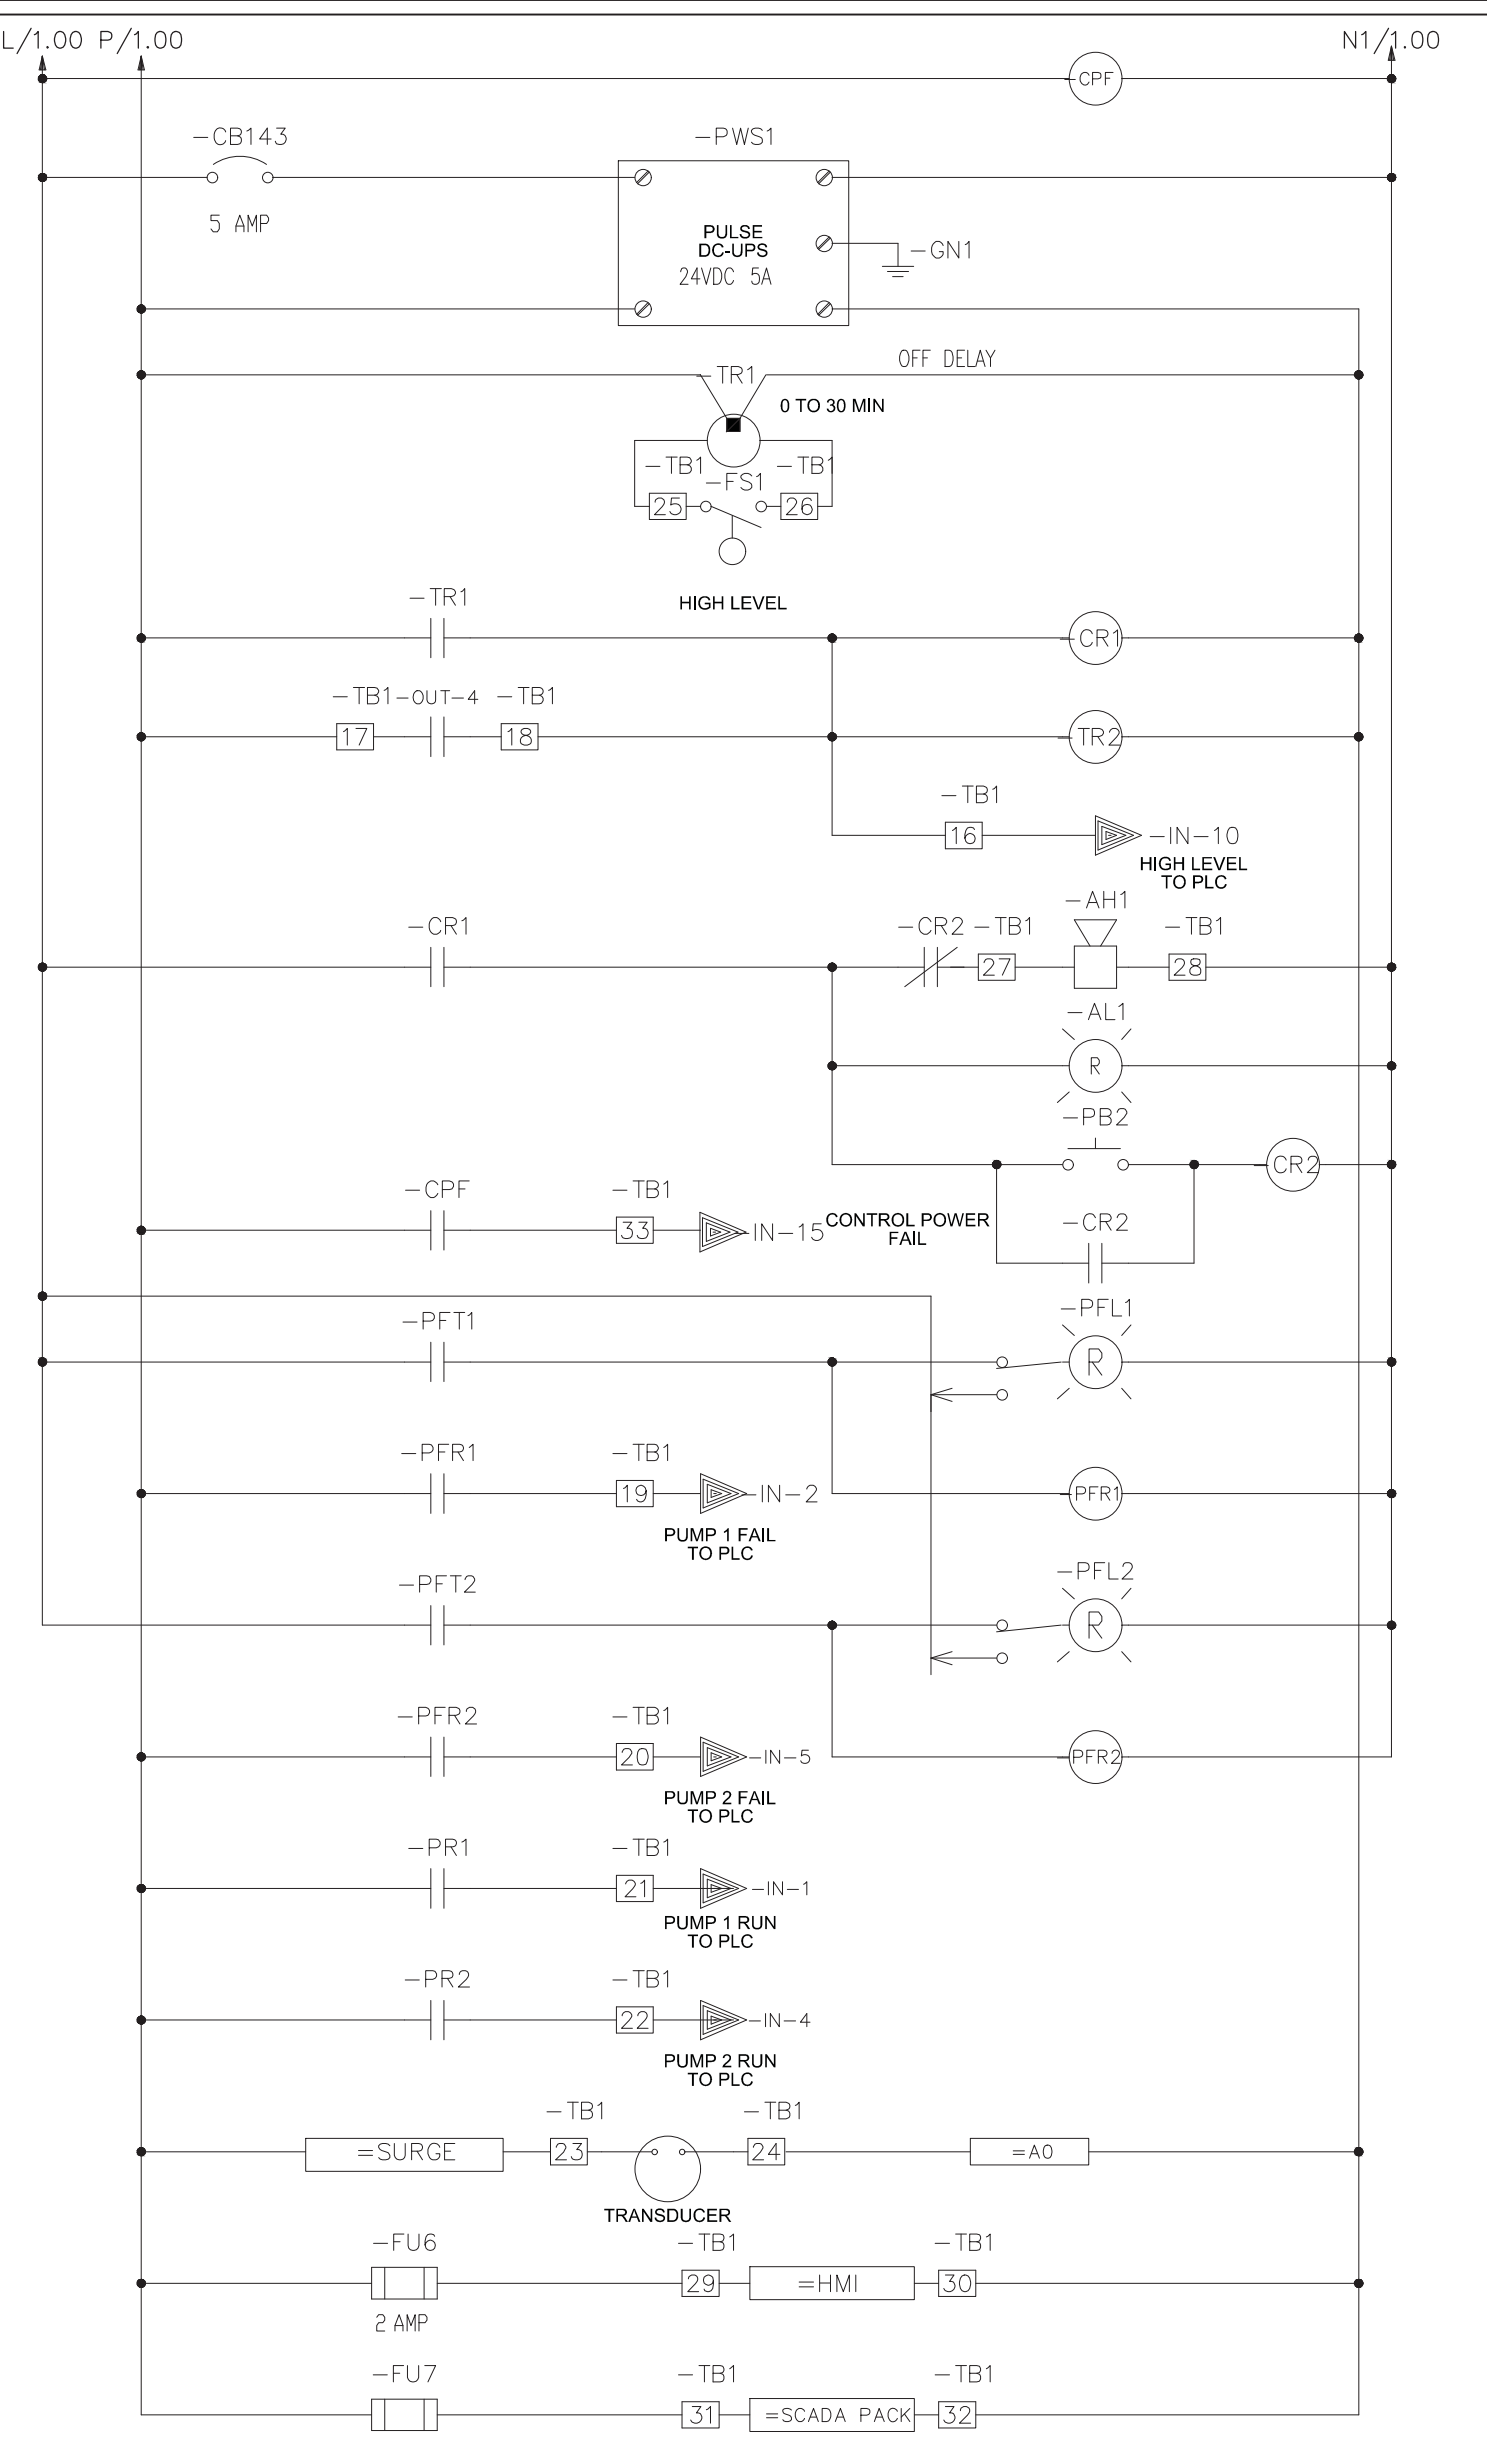 L/1.00 P/1.00 N1/1.00
CPF
-CB143 -PWS1
5 AMP
PULSE
DC-UPS
24VDC 5A
-GN1
-TR1 OFF DELAY
0 TO 30 MIN
-TB1 -TB1
-FS1
25 26
HIGH LEVEL
-TR1
CR1
-TB1 -OUT-4 -TB1
17 18 TR2
-TB1
16 -IN-10
HIGH LEVEL
TO PLC
-AH1
-CR1 -CR2 -TB1 -TB1
27 28
-AL1
R
-PB2
CR2
-CPF -TB1
33 -IN-15 CONTROL POWER
FAIL
-CR2
-PFT1 -PFL1
R
-PFR1 -TB1
19 -IN-2 PFR1
PUMP 1 FAIL
TO PLC
-PFT2 -PFL2
R
-PFR2 -TB1
20 -IN-5 PFR2
PUMP 2 FAIL
TO PLC
-PR1 -TB1
21 -IN-1
PUMP 1 RUN
TO PLC
-PR2 -TB1
22 -IN-4
PUMP 2 RUN
TO PLC
-TB1 -TB1
=SURGE 23 24 =A0
TRANSDUCER
-FU6 -TB1 -TB1
29 =HMI 30
2 AMP
-FU7 -TB1 -TB1
31 =SCADA PACK 32